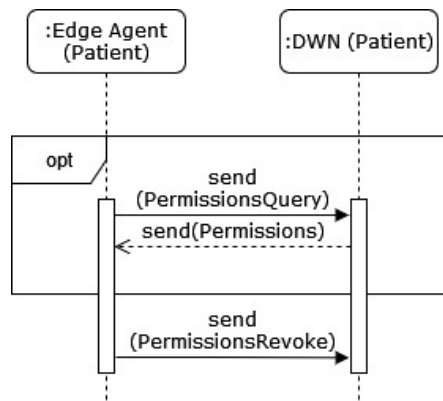 :Edge Agent
(Patient)
:DWN (Patient)
opt
send
(PermissionsQuery)
send(Permissions)
send
(PermissionsRevoke)